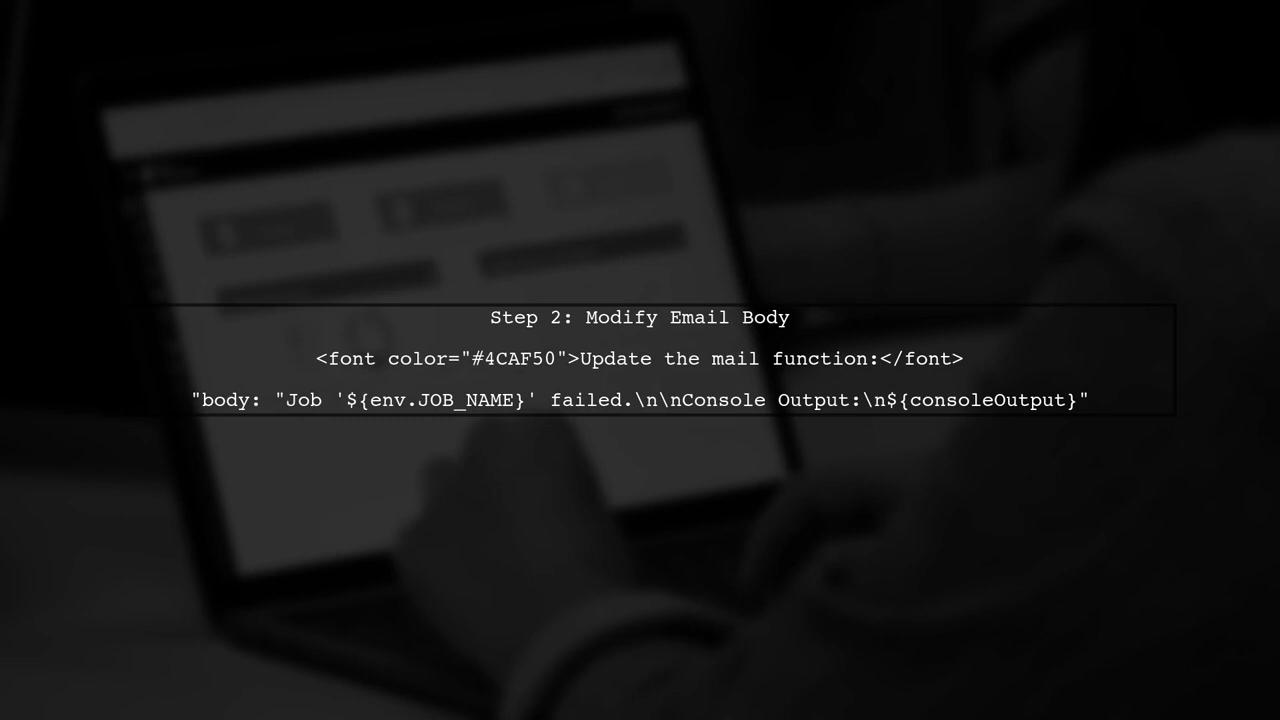 Step 2: Modify Email Body
<font color="#4CAF50">Update the mail function:</font>
"body: "Job '${env.JOB_NAME}' failed.\n\nConsole Output:\n${consoleOutput}"